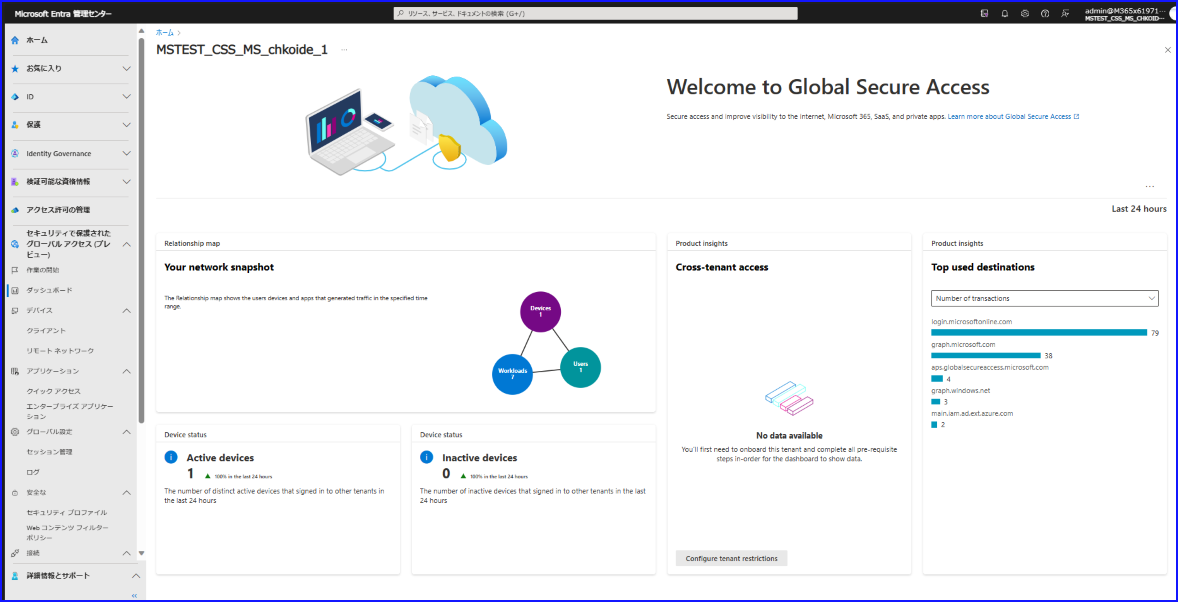 Microsoft Entra 管理センター
リソース、サービス、ドキュメントの検索 (G+/)
admin@M365x61971...
MSTEST_CSS_MS_CHKOID...
ホーム
お気に入り
ID
保護
Identity Governance
検証可能な資格情報
アクセス許可の管理
セキュリティで保護された
グローバル アクセス (プレ
ビュー)
作業の開始
ダッシュボード
デバイス
クライアント
リモート ネットワーク
アプリケーション
クイック アクセス
エンタープライズ アプリケー
ション
グローバル設定
セッション管理
ログ
安全な
セキュリティ プロファイル
Web コンテンツ フィルター
ポリシー
接続
詳細情報とサポート
ホーム >
MSTEST_CSS_MS_chkoide_1 ...
Welcome to Global Secure Access
Secure access and improve visibility to the internet, Microsoft 365, SaaS, and private apps. Learn more about Global Secure Access
...
Last 24 hours
Relationship map
Your network snapshot
The Relationship map shows the users devices and apps that generated traffic in the specified time
range.
Devices
1
Workloads
7
Users
1
Device status
Active devices
1
100% in the last 24 hours
The number of distinct active devices that signed in to other tenants in
the last 24 hours
Device status
Inactive devices
0
100% in the last 24 hours
The number of inactive devices that signed in to other tenants in the last
24 hours
Product insights
Cross-tenant access
No data available
You'll first need to onboard this tenant and complete all pre-requisite
steps in-order for the dashboard to show data.
Configure tenant restrictions
Product insights
Top used destinations
Number of transactions
login.microsoftonline.com
79
graph.microsoft.com
38
aps.globalsecureaccess.microsoft.com
4
graph.windows.net
3
main.iam.ad.ext.azure.com
2